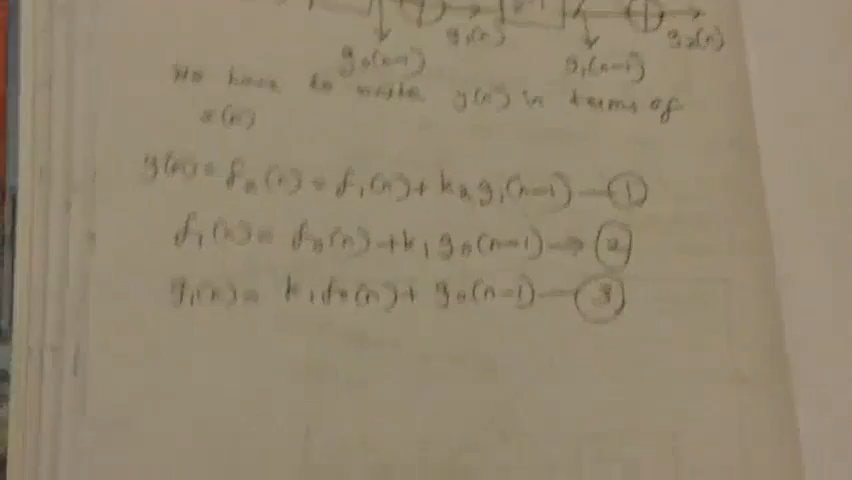 g₁(n) z⁻¹ g₂(n)
g₀(n-1) g₁(n-1)
We have to write y(n) in terms of
x(n)
y(n) = f₂(n) = f₁(n) + k₂ g₁(n-1) — ①
f₁(n) = f₀(n) + k₁ g₀(n-1) → ②
g₁(n) = k₁ f₀(n) + g₀(n-1) — ③